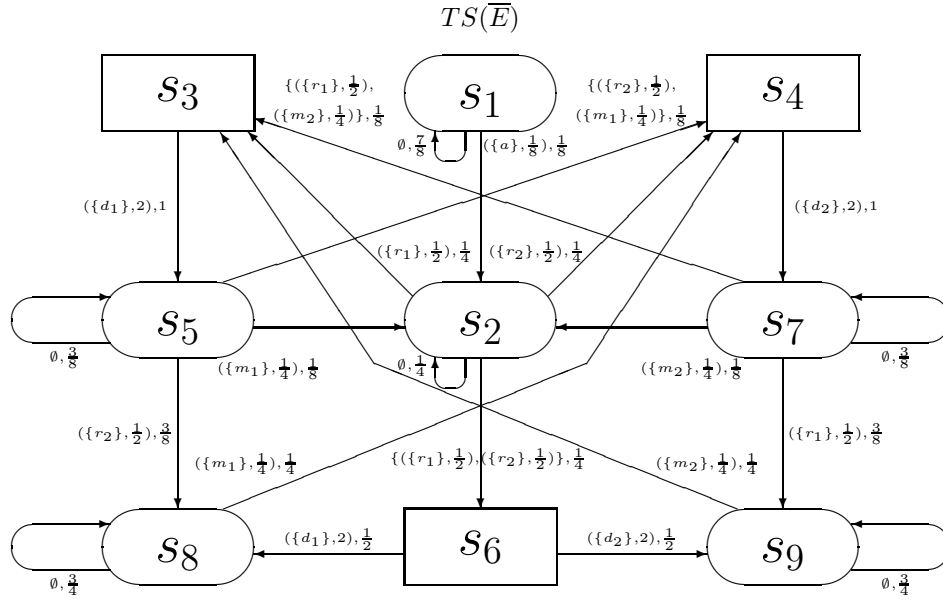 TS(\overline{E})
s₃
s₁
s₄
{({r₁},1/2),
({m₂},1/4)},1/8
{({r₂},1/2),
({m₁},1/4)},1/8
∅,7/8
({a},1/8),1/8
({d₁},2),1
({d₂},2),1
({r₁},1/2),1/4
({r₂},1/2),1/4
s₅
s₂
s₇
∅,3/8
({m₁},1/4),1/8
∅,1/4
({m₂},1/4),1/8
∅,3/8
({r₂},1/2),3/8
({r₁},1/2),3/8
({m₁},1/4),1/4
{({r₁},1/2),({r₂},1/2)},1/4
({m₂},1/4),1/4
s₈
({d₁},2),1/2
s₆
({d₂},2),1/2
s₉
∅,3/4
∅,3/4